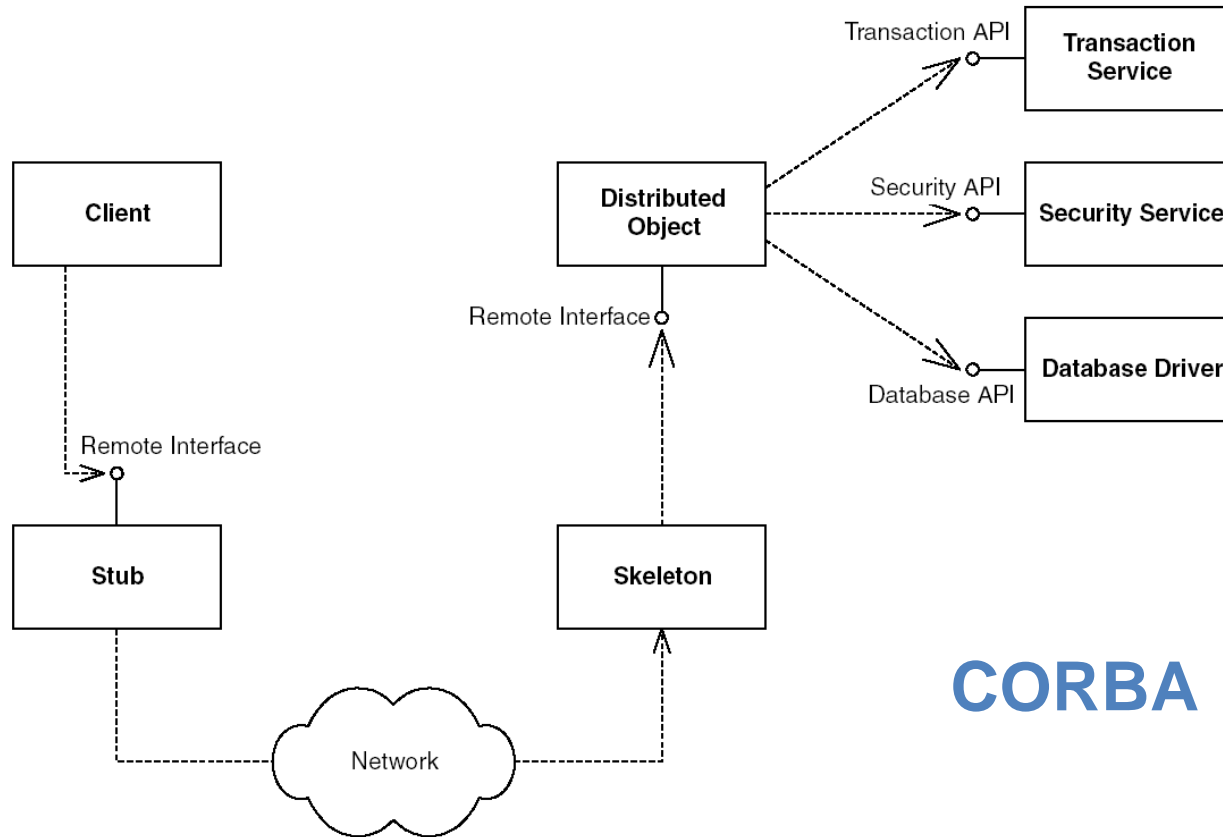 Transaction API
Transaction
Service
Client
Distributed
Object
Security API
Security Service
Remote Interface
Database Driver
Database API
Remote Interface
Stub
Skeleton
CORBA
Network